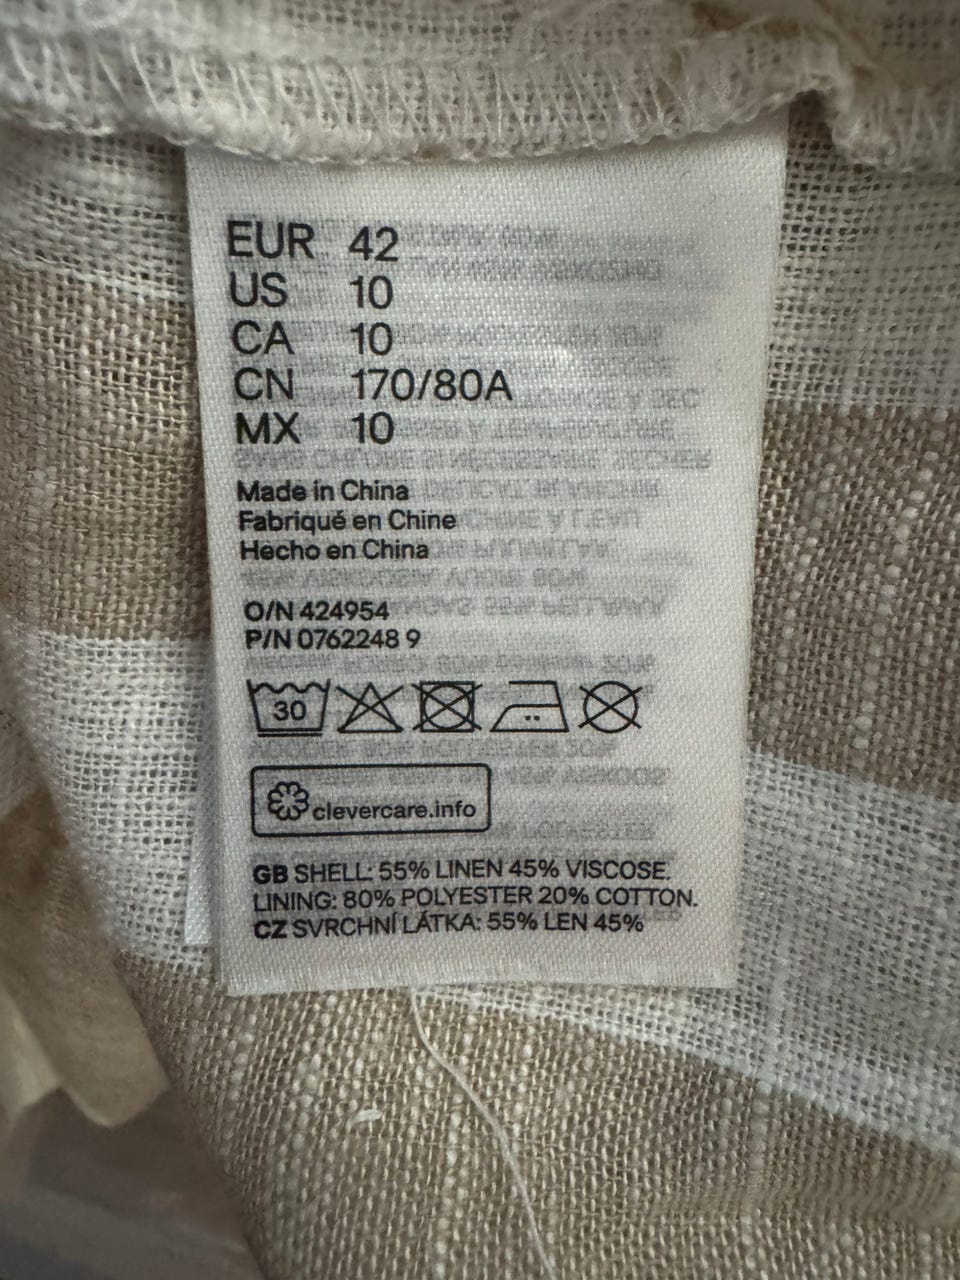 EUR 42
US 10
CA 10
CN 170/80A
MX 10
Made in China
Fabriqué en Chine
Hecho en China
O/N 424954
P/N 0762248 9
30
clevercare.info
GB SHELL: 55% LINEN 45% VISCOSE.
LINING: 80% POLYESTER 20% COTTON.
CZ SVRCHNÍ LÁTKA: 55% LEN 45%